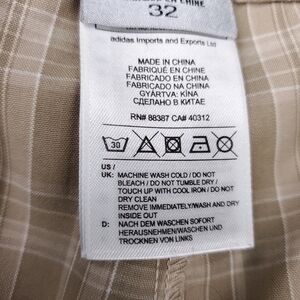 EN CHINE
32
adidas Imports and Exports Ltd
MADE IN CHINA
FABRIQUÉ EN CHINE
FABRICADO EN CHINA
FABRICADO NA CHINA
GYÁRTVA: KÍNA
СДЕЛАНО В КИТАЕ
RN# 88387 CA# 40312
30
US /
UK: MACHINE WASH COLD / DO NOT
BLEACH / DO NOT TUMBLE DRY /
TOUCH UP WITH COOL IRON / DO NOT
DRY CLEAN
REMOVE IMMEDIATELY/WASH AND DRY
INSIDE OUT
D: NACH DEM WASCHEN SOFORT
HERAUSNEHMEN/WASCHEN UND
TROCKNEN VON LINKS